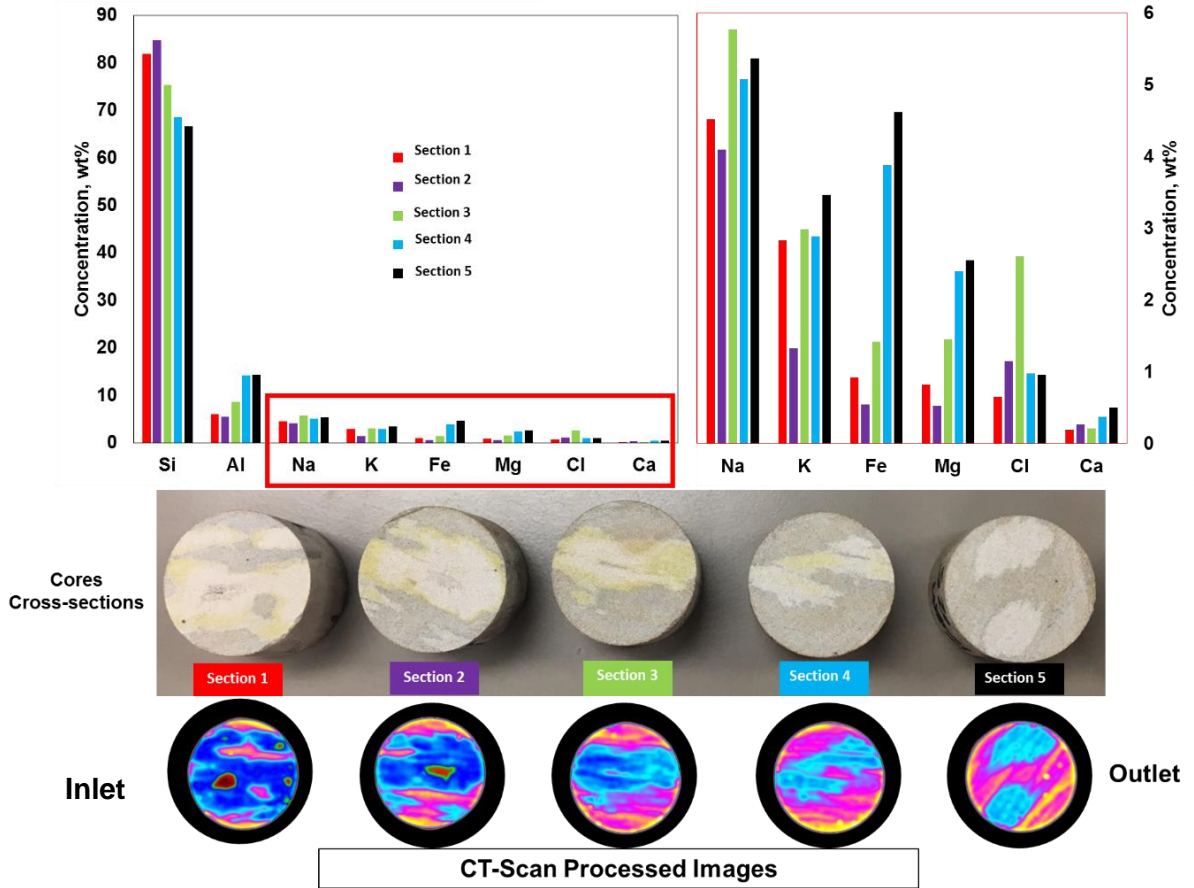 90
80
70
60
50
40
30
20
10
0
Concentration, wt%
Section 1
Section 2
Section 3
Section 4
Section 5
Si Al Na K Fe Mg Cl Ca
6
5
4
3
2
1
0
Concentration, wt%
Na K Fe Mg Cl Ca
Cores
Cross-sections
Section 1 Section 2 Section 3 Section 4 Section 5
Inlet
Outlet
CT-Scan Processed Images